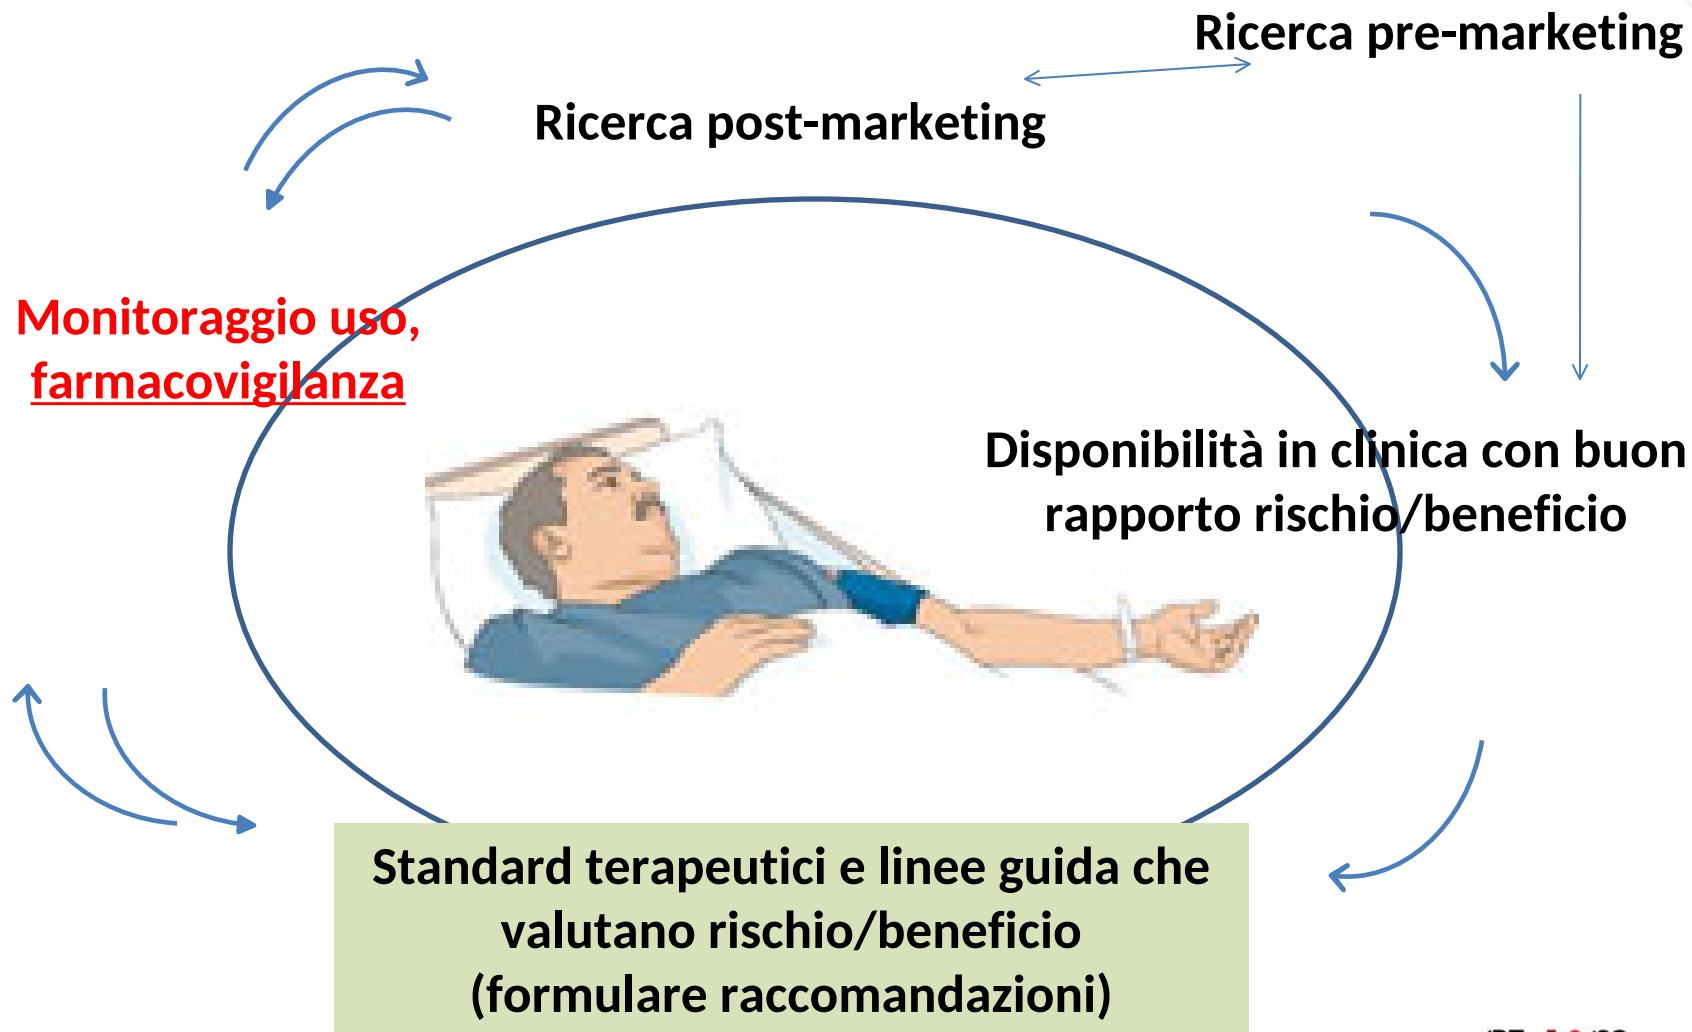 Ricerca pre-marketing
Ricerca post-marketing
Monitoraggio uso,
farmacovigilanza
Disponibilità in clinica con buon
rapporto rischio/beneficio
Standard terapeutici e linee guida che
valutano rischio/beneficio
(formulare raccomandazioni)